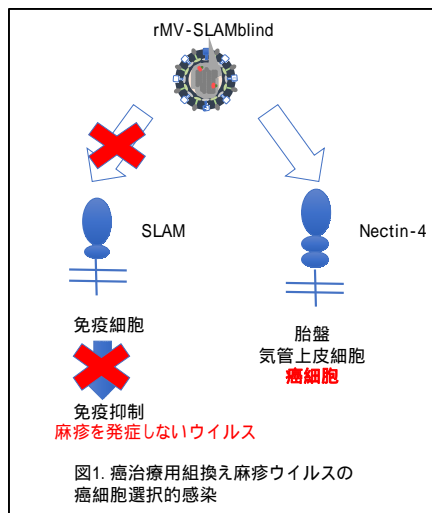 rMV-SLAMblind
SLAM
Nectin-4
免疫細胞
免疫抑制
麻疹を発症しないウイルス
胎盤
気管上皮細胞
癌細胞
図1. 癌治療用組換え麻疹ウイルスの
癌細胞選択的感染